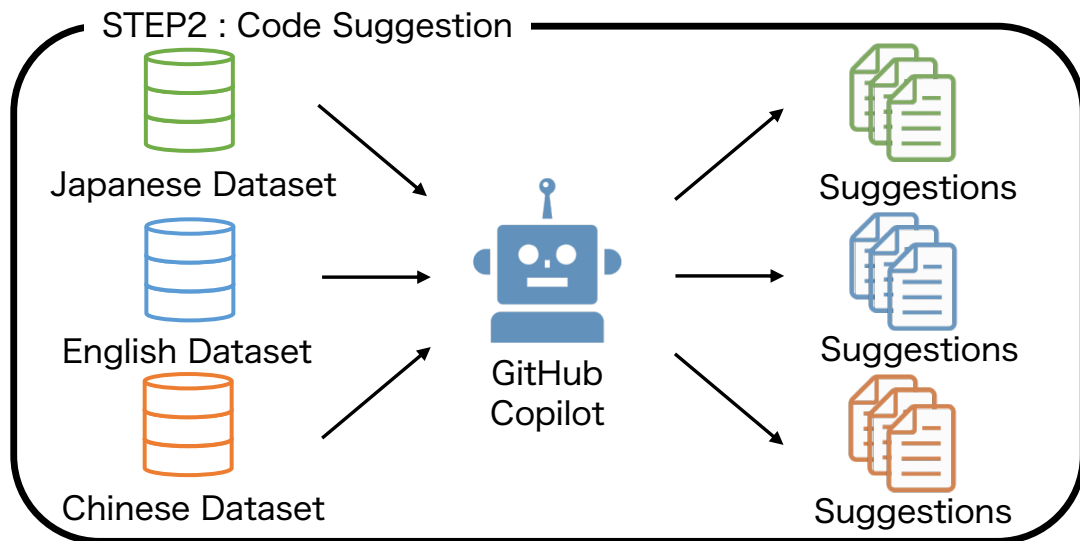 STEP2 : Code Suggestion
Japanese Dataset
English Dataset
Chinese Dataset
GitHub
Copilot
Suggestions
Suggestions
Suggestions